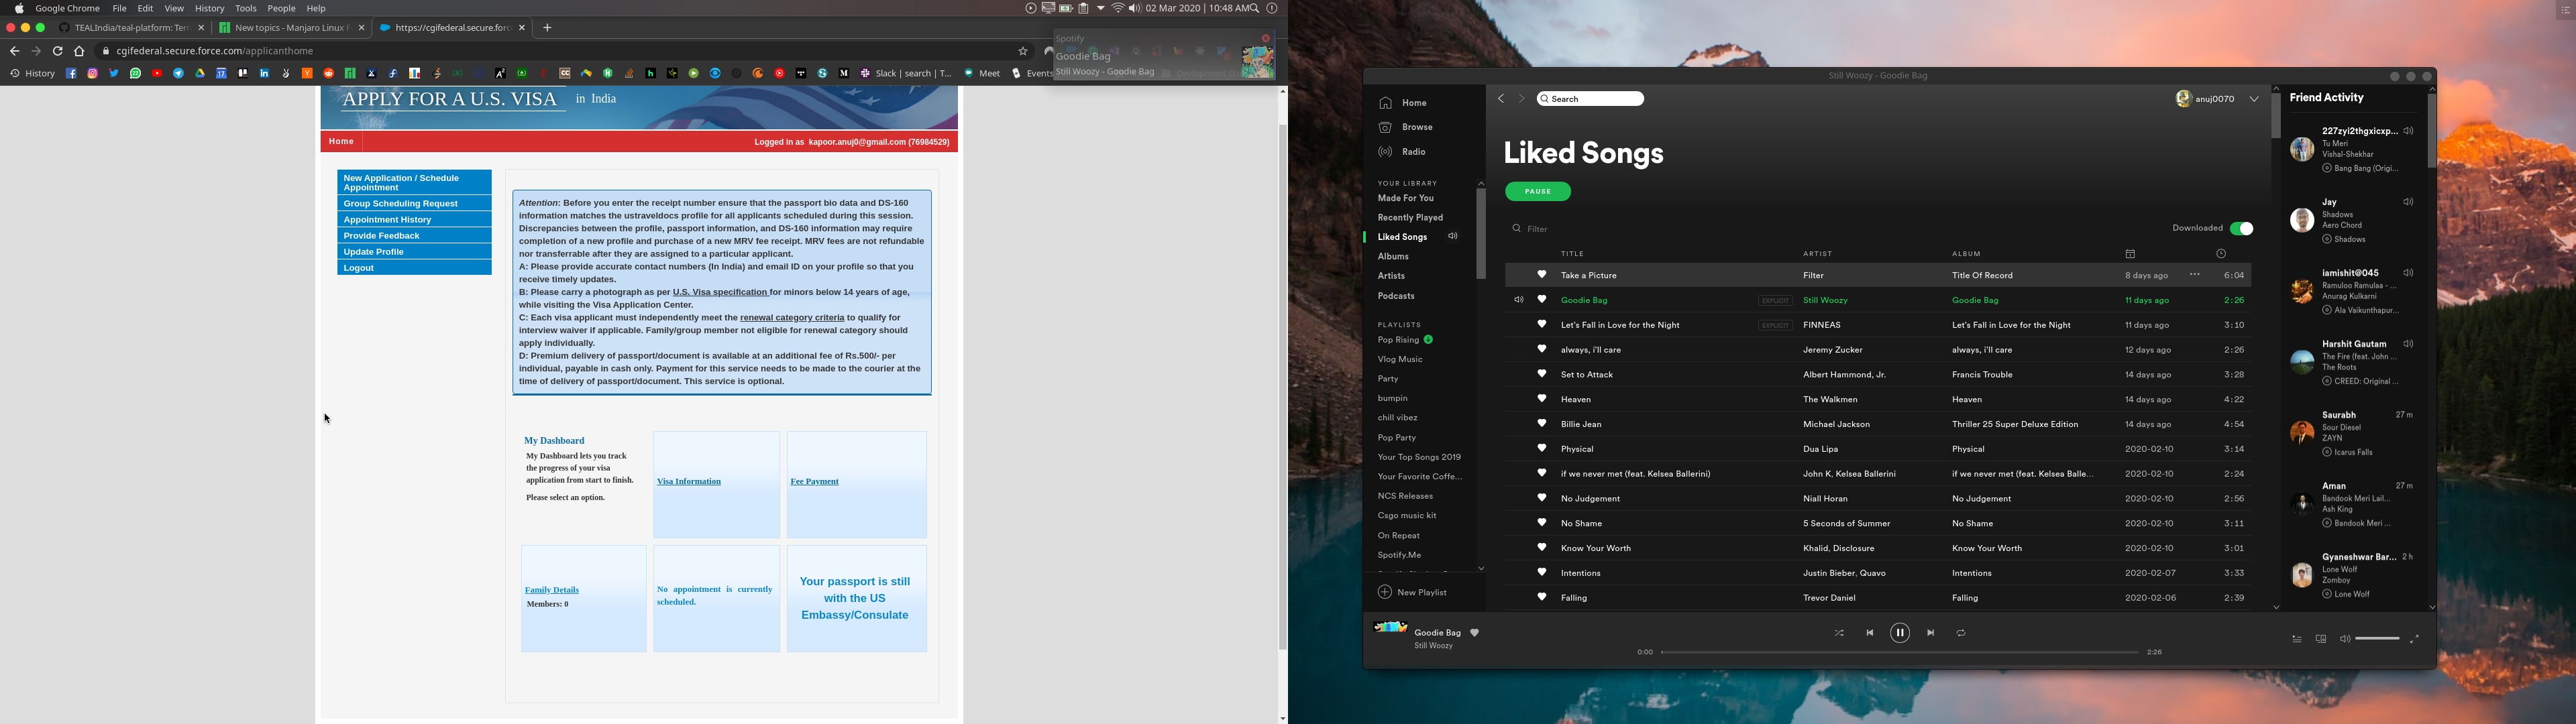 Google Chrome File Edit View History Tools People Help
02 Mar 2020 | 10:48 AM
TEALIndia/teal-platform: Terr
New topics - Manjaro Linux F
https://cgifederal.secure.force
cgifederal.secure.force.com/applicanthome
Spotify
Goodie Bag
Still Woozy - Goodie Bag
History
Slack | search | T...
Meet
Events
APPLY FOR A U.S. VISA in India
Home
Logged in as kapoor.anuj0@gmail.com (76984529)
New Application / Schedule
Appointment
Group Scheduling Request
Appointment History
Provide Feedback
Update Profile
Logout
Attention: Before you enter the receipt number ensure that the passport bio data and DS-160
information matches the ustraveldocs profile for all applicants scheduled during this session.
Discrepancies between the profile, passport information, and DS-160 information may require
completion of a new profile and purchase of a new MRV fee receipt. MRV fees are not refundable
nor transferrable after they are assigned to a particular applicant.
A: Please provide accurate contact numbers (In India) and email ID on your profile so that you
receive timely updates.
B: Please carry a photograph as per U.S. Visa specification for minors below 14 years of age,
while visiting the Visa Application Center.
C: Each visa applicant must independently meet the renewal category criteria to qualify for
interview waiver if applicable. Family/group member not eligible for renewal category should
apply individually.
D: Premium delivery of passport/document is available at an additional fee of Rs.500/- per
individual, payable in cash only. Payment for this service needs to be made to the courier at the
time of delivery of passport/document. This service is optional.
My Dashboard
My Dashboard lets you track
the progress of your visa
application from start to finish.
Please select an option.
Visa Information
Fee Payment
Family Details
Members: 0
No appointment is currently
scheduled.
Your passport is still
with the US
Embassy/Consulate
Still Woozy - Goodie Bag
Home
Browse
Radio
YOUR LIBRARY
Made For You
Recently Played
Liked Songs
Albums
Artists
Podcasts
PLAYLISTS
Pop Rising
Vlog Music
Party
bumpin
chill vibez
Pop Party
Your Top Songs 2019
Your Favorite Coffe...
NCS Releases
Csgo music kit
On Repeat
Spotify.Me
New Playlist
Search
anuj0070
Liked Songs
PAUSE
Filter
Downloaded
TITLE ARTIST ALBUM
Take a Picture Filter Title Of Record 8 days ago ... 6:04
Goodie Bag EXPLICIT Still Woozy Goodie Bag 11 days ago 2:26
Let's Fall in Love for the Night EXPLICIT FINNEAS Let's Fall in Love for the Night 11 days ago 3:10
always, i'll care Jeremy Zucker always, i'll care 12 days ago 2:26
Set to Attack Albert Hammond, Jr. Francis Trouble 14 days ago 3:28
Heaven The Walkmen Heaven 14 days ago 4:22
Billie Jean Michael Jackson Thriller 25 Super Deluxe Edition 14 days ago 4:54
Physical Dua Lipa Physical 2020-02-10 3:14
if we never met (feat. Kelsea Ballerini) John K, Kelsea Ballerini if we never met (feat. Kelsea Balle... 2020-02-10 2:24
No Judgement Niall Horan No Judgement 2020-02-10 2:56
No Shame 5 Seconds of Summer No Shame 2020-02-10 3:11
Know Your Worth Khalid, Disclosure Know Your Worth 2020-02-10 3:01
Intentions Justin Bieber, Quavo Intentions 2020-02-07 3:33
Falling Trevor Daniel Falling 2020-02-06 2:39
Friend Activity
227zyi2thgxicxp...
Tu Meri
Vishal-Shekhar
Bang Bang (Origi...
Jay
Shadows
Aero Chord
Shadows
iamishit@045
Ramuloo Ramulaa - ...
Anurag Kulkarni
Ala Vaikunthapur...
Harshit Gautam
The Fire (feat. John ...
The Roots
CREED: Original ...
Saurabh 27 m
Sour Diesel
ZAYN
Icarus Falls
Aman 27 m
Bandook Meri Lail...
Ash King
Bandook Meri ...
Gyaneshwar Bar... 2 h
Lone Wolf
Zomboy
Lone Wolf
Goodie Bag
Still Woozy
0:00
2:26